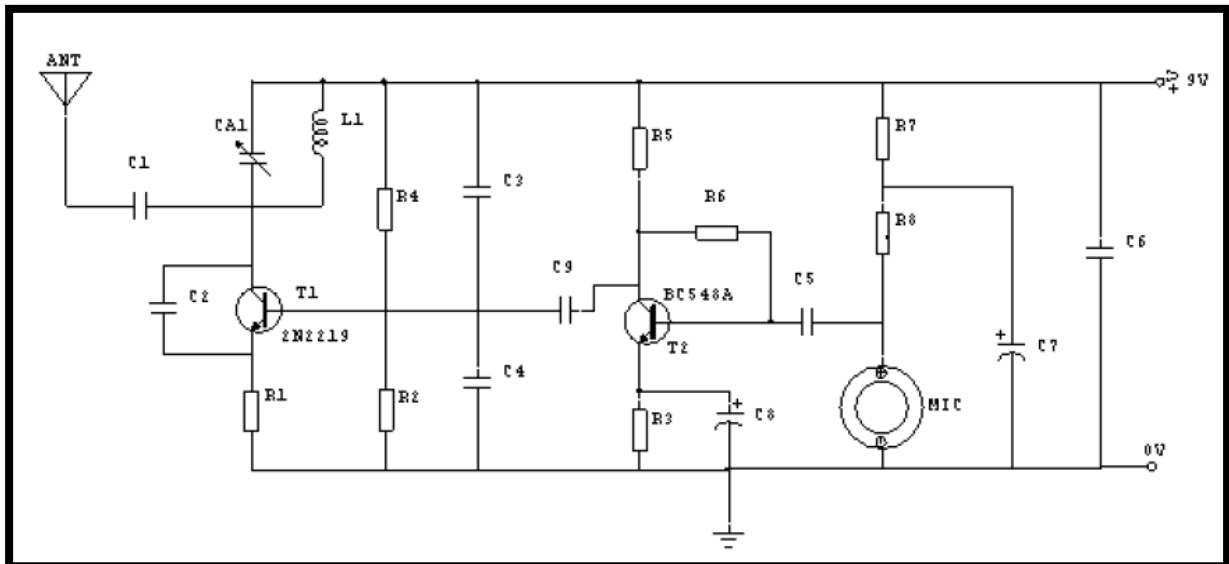 ANT
+ 9V
CA1
L1
R5
R7
C1
C3
R4
R6
R8
C6
C9
C5
C2
T1
BC548A
2N2219
T2
C7
C4
R1
R2
R3
C8
MIC
0V
+
+